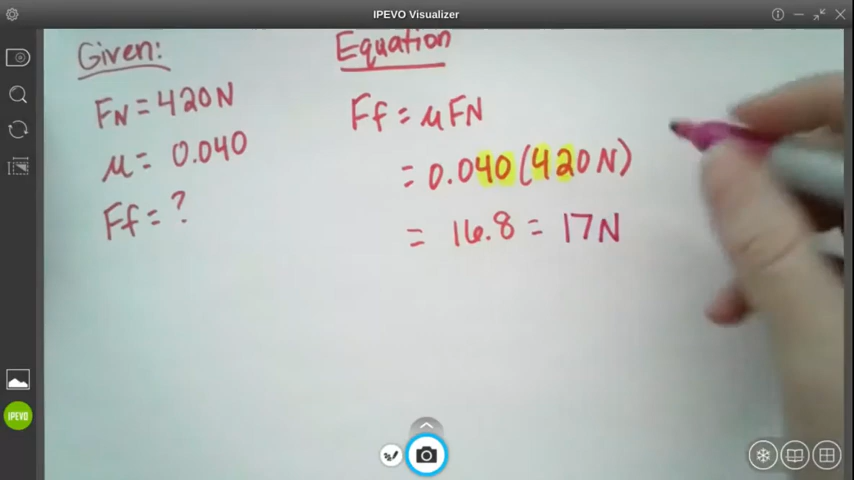 IPEVO Visualizer
Given:
FN = 420N
μ = 0.040
Ff = ?
Equation
Ff = μFN
= 0.040(420N)
= 16.8 = 17N
IPEVO